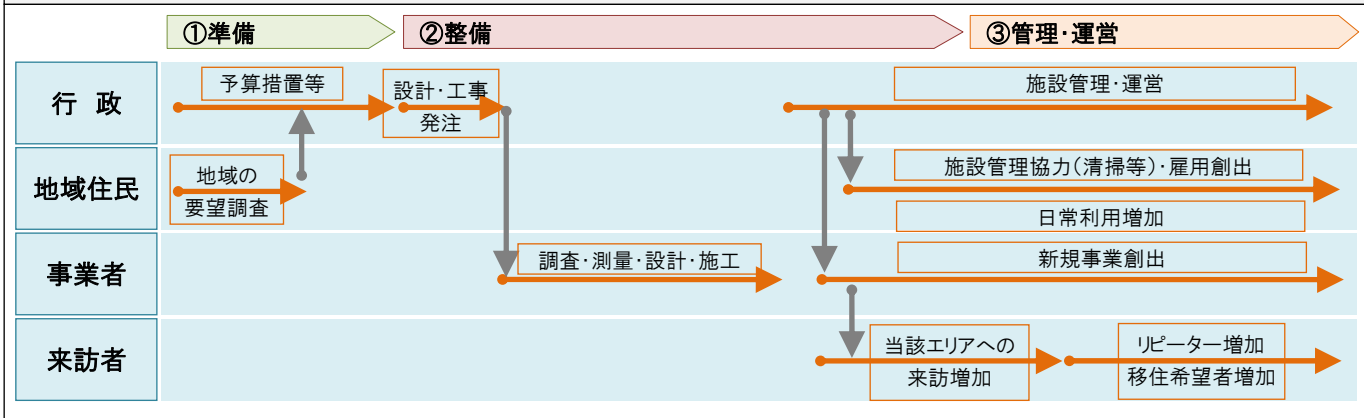 ①準備
②整備
③管理・運営
行 政
予算措置等
設計・工事
発注
施設管理・運営
地域住民
地域の
要望調査
施設管理協力(清掃等)・雇用創出
日常利用増加
事業者
調査・測量・設計・施工
新規事業創出
来訪者
当該エリアへの
来訪増加
リピーター増加
移住希望者増加